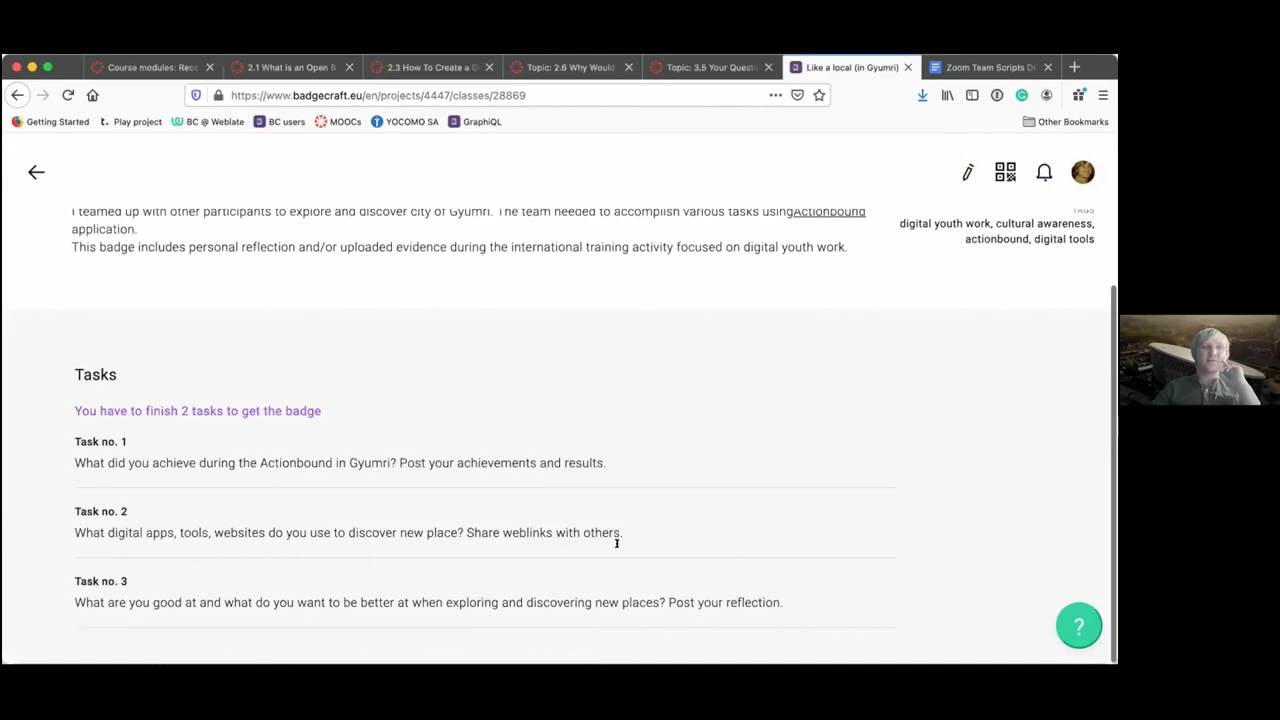 Course modules: Reco
2.1 What is an Open B
2.3 How To Create a G
Topic: 2.6 Why Would
Topic: 3.5 Your Questi
Like a local (in Gyumri)
Zoom Team Scripts D
https://www.badgecraft.eu/en/projects/4447/classes/28869
Getting Started
t. Play project
BC @ Weblate
BC users
MOOCs
YOCOMO SA
GraphiQL
Other Bookmarks
I teamed up with other participants to explore and discover city of Gyumri. The team needed to accomplish various tasks usingActionbound
application.
This badge includes personal reflection and/or uploaded evidence during the international training activity focused on digital youth work.
TAGS
digital youth work, cultural awareness,
actionbound, digital tools
Tasks
You have to finish 2 tasks to get the badge
Task no. 1
What did you achieve during the Actionbound in Gyumri? Post your achievements and results.
Task no. 2
What digital apps, tools, websites do you use to discover new place? Share weblinks with others.
Task no. 3
What are you good at and what do you want to be better at when exploring and discovering new places? Post your reflection.
?